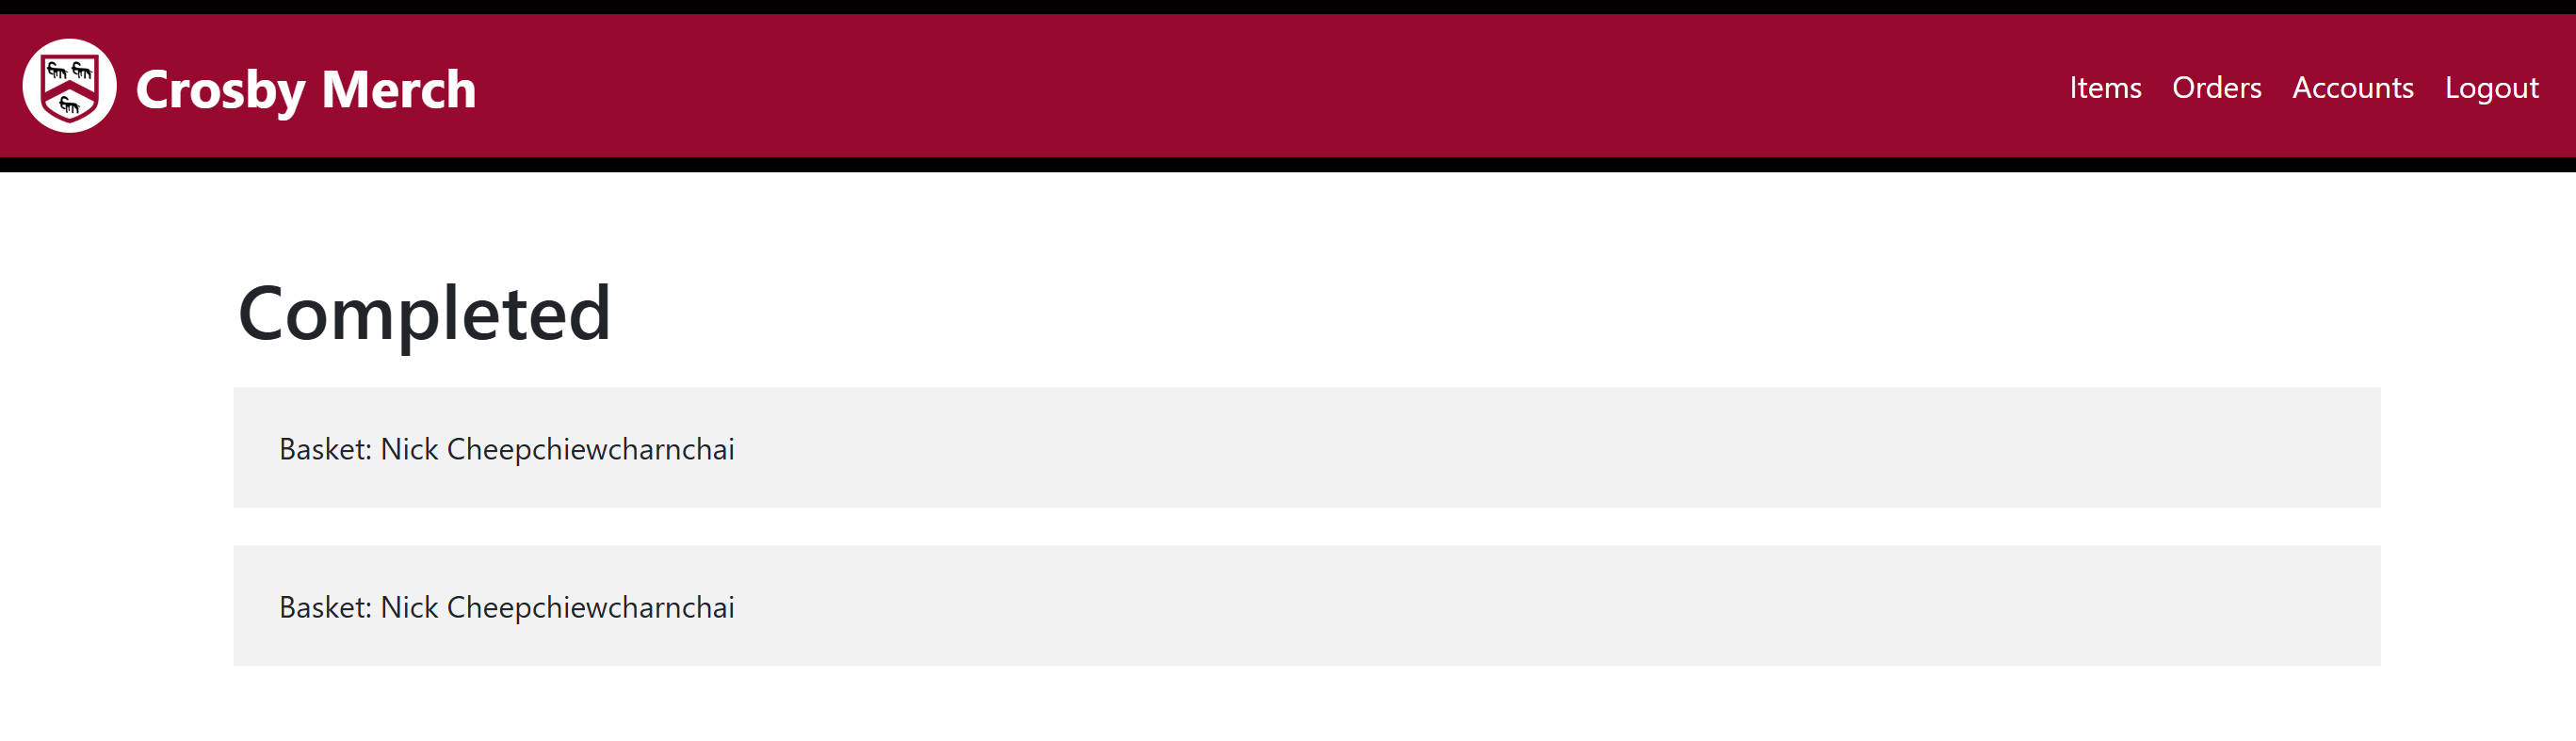 Crosby Merch
Items Orders Accounts Logout
Completed
Basket: Nick Cheepchiewcharnchai
Basket: Nick Cheepchiewcharnchai